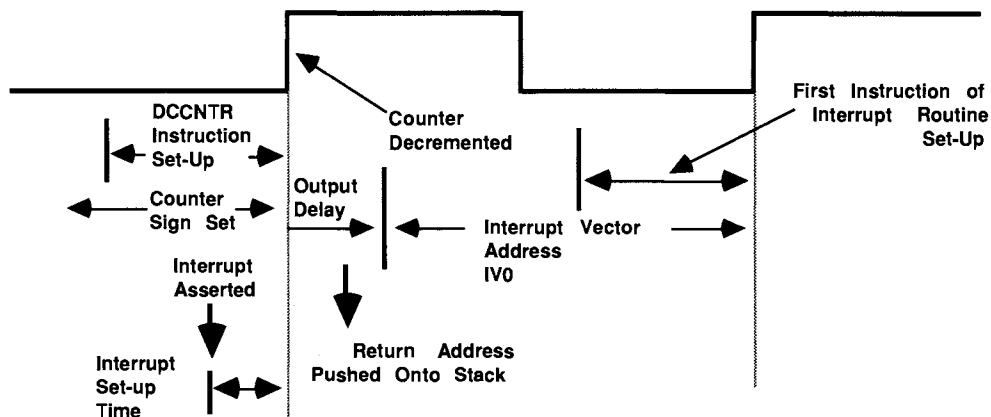 DCCNTR
Instruction
Set-Up
Counter
Decremented
First Instruction of
Interrupt Routine
Set-Up
Counter
Sign Set
Output
Delay
Interrupt Vector
Address
IV0
Interrupt
Asserted
Return Address
Pushed Onto Stack
Interrupt
Set-up
Time